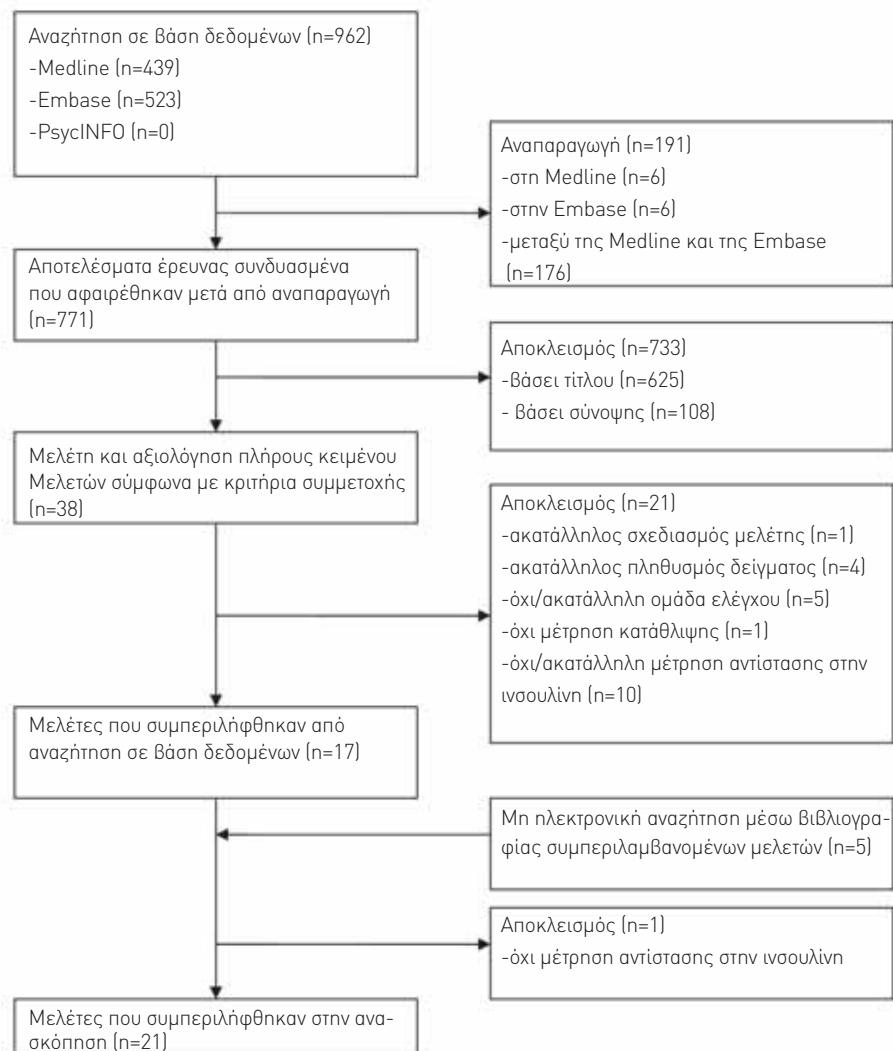 Αναζήτηση σε βάση δεδομένων (n=962)
-Medline (n=439)
-Embase (n=523)
-PsycINFO (n=0)
Αναπαραγωγή (n=191)
-στη Medline (n=6)
-στην Embase (n=6)
-μεταξύ της Medline και της Embase
(n=176)
Αποτελέσματα έρευνας συνδυασμένα
που αφαιρέθηκαν μετά από αναπαραγωγή
(n=771)
Αποκλεισμός (n=733)
-βάσει τίτλου (n=625)
- βάσει σύνοψης (n=108)
Μελέτη και αξιολόγηση πλήρους κειμένου
Μελετών σύμφωνα με κριτήρια συμμετοχής
(n=38)
Αποκλεισμός (n=21)
-ακατάλληλος σχεδιασμός μελέτης (n=1)
-ακατάλληλος πληθυσμός δείγματος (n=4)
-όχι/ακατάλληλη ομάδα ελέγχου (n=5)
-όχι μέτρηση κατάθλιψης (n=1)
-όχι/ακατάλληλη μέτρηση αντίστασης στην
ινσουλίνη (n=10)
Μελέτες που συμπεριλήφθηκαν από
αναζήτηση σε βάση δεδομένων (n=17)
Μη ηλεκτρονική αναζήτηση μέσω βιβλιογρα-
φίας συμπεριλαμβανομένων μελετών (n=5)
Αποκλεισμός (n=1)
-όχι μέτρηση αντίστασης στην ινσουλίνη
Μελέτες που συμπεριλήφθηκαν στην ανα-
σκόπηση (n=21)